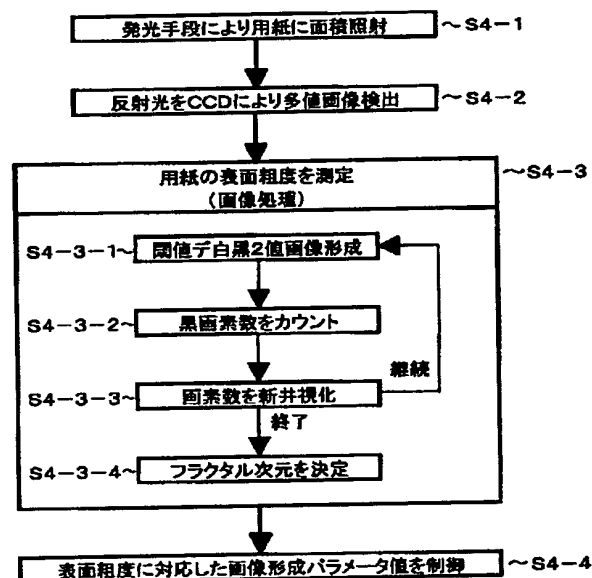 発光手段により用紙に面積照射 ～S4-1
反射光をCCDにより多値画像検出 ～S4-2
用紙の表面粗度を測定 ～S4-3
(画像処理)
S4-3-1～ 閾値デ白黒2値画像形成
S4-3-2～ 黒画素数をカウント
継続
S4-3-3～ 画素数を新井視化
終了
S4-3-4～ フラクタル次元を決定
表面粗度に対応した画像形成パラメータ値を制御 ～S4-4